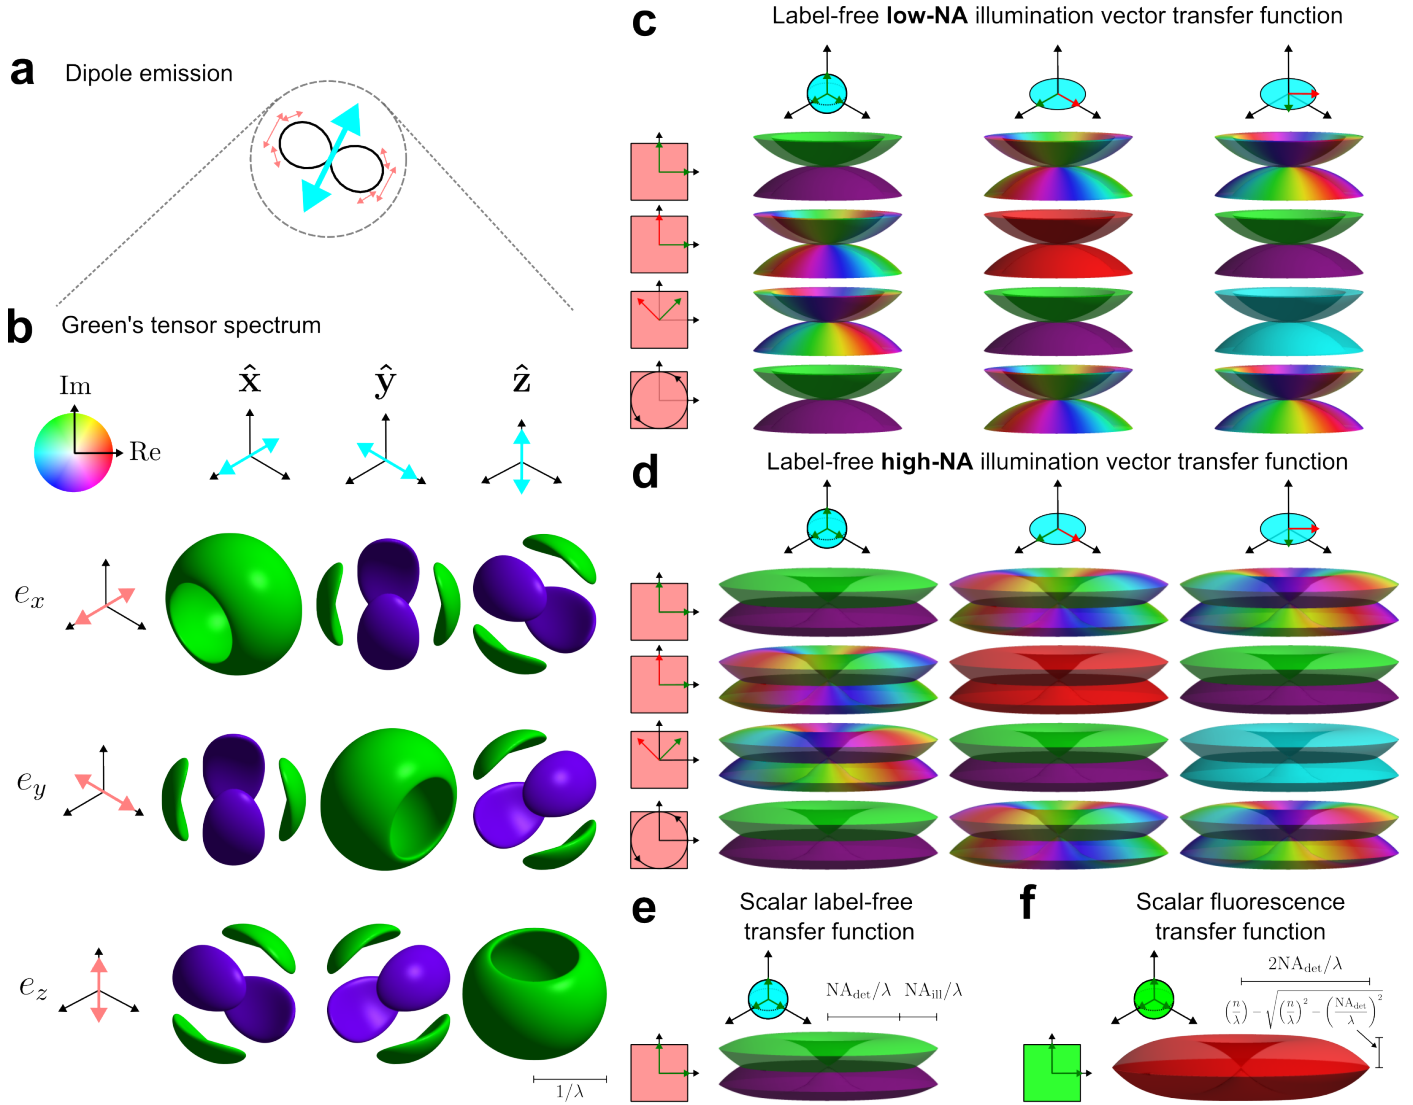 a
Dipole emission
b
Green's tensor spectrum
Im
Re
x̂
ŷ
ẑ
e_x
e_y
e_z
1/λ
c
Label-free low-NA illumination vector transfer function
d
Label-free high-NA illumination vector transfer function
e
Scalar label-free
transfer function
NA_det/λ
NA_ill/λ
f
Scalar fluorescence
transfer function
2NA_det/λ
(n/λ) − √((n/λ)² − (NA_det/λ)²)